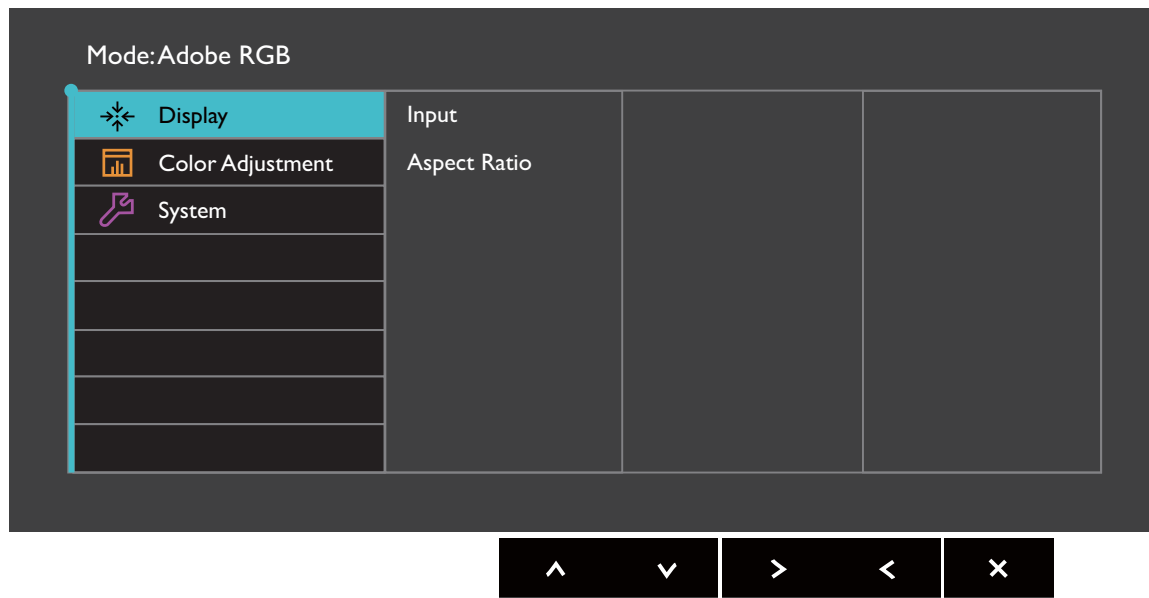 Mode: Adobe RGB
Display
Input
Color Adjustment
Aspect Ratio
System